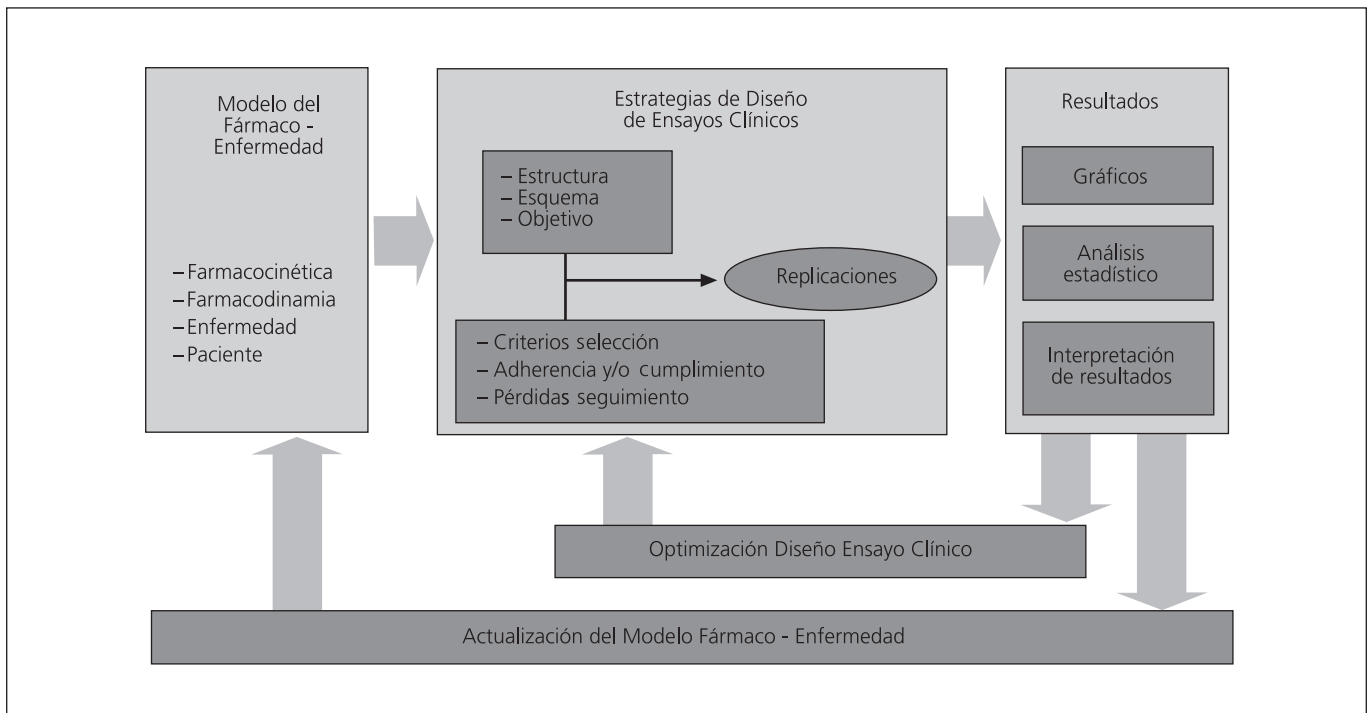 Modelo del
Fármaco -
Enfermedad
– Farmacocinética
– Farmacodinamia
– Enfermedad
– Paciente
Estrategias de Diseño
de Ensayos Clínicos
– Estructura
– Esquema
– Objetivo
Replicaciones
– Criterios selección
– Adherencia y/o cumplimiento
– Pérdidas seguimiento
Resultados
Gráficos
Análisis
estadístico
Interpretación
de resultados
Optimización Diseño Ensayo Clínico
Actualización del Modelo Fármaco - Enfermedad